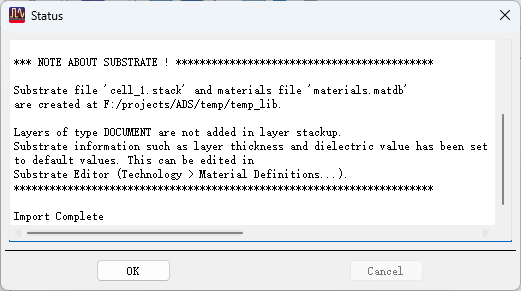 Status
*** NOTE ABOUT SUBSTRATE ! *******************************************
Substrate file 'cell_1.stack' and materials file 'materials.matdb'
are created at F:/projects/ADS/temp/temp_lib.
Layers of type DOCUMENT are not added in layer stackup.
Substrate information such as layer thickness and dielectric value has been set
to default values. This can be edited in
Substrate Editor (Technology > Material Definitions...).
**********************************************************************
Import Complete
OK
Cancel